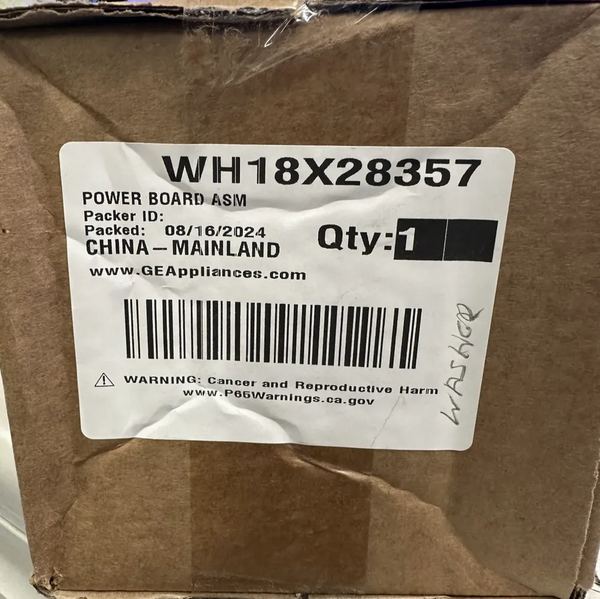 WH18X28357
POWER BOARD ASM
Packer ID:
Packed: 08/16/2024
CHINA – MAINLAND
Qty:1
www.GEAppliances.com
WARNING: Cancer and Reproductive Harm
www.P65Warnings.ca.gov